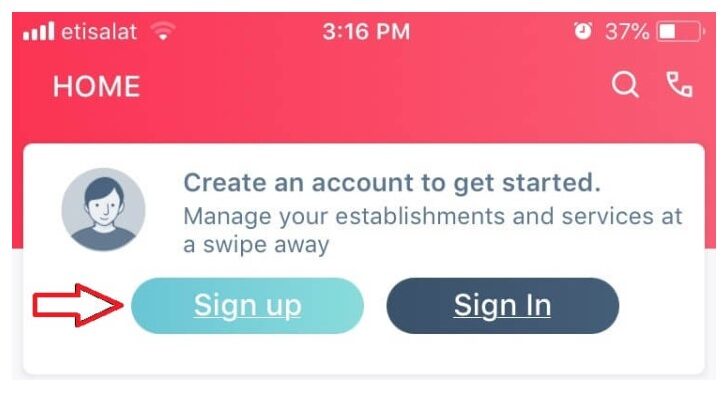 etisalat 3:16 PM 37%
HOME
Create an account to get started.
Manage your establishments and services at
a swipe away
Sign up Sign In